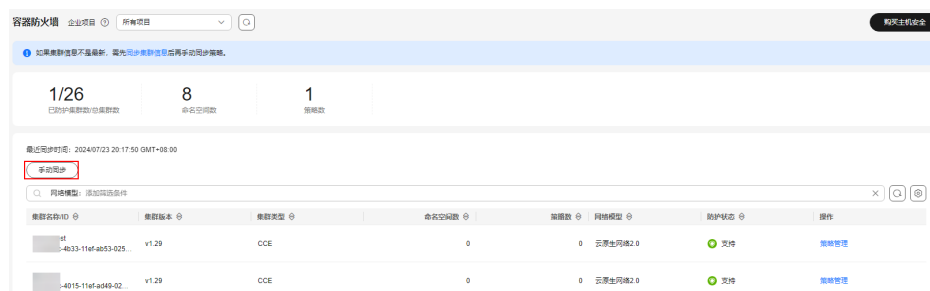 容器防火墙 企业项目 所有项目 购买主机安全
如果集群信息不是最新，需先同步集群信息后再手动同步策略。
1/26 8 1
已防护集群数/总集群数 命名空间数 策略数
最近同步时间：2024/07/23 20:17:50 GMT+08:00
手动同步
网络模型：添加筛选条件
集群名称/ID 集群版本 集群类型 命名空间数 策略数 网络模型 防护状态 操作
st
-4b33-11ef-ab53-025... v1.29 CCE 0 0 云原生网络2.0 支持 策略管理
-4015-11ef-ad49-02... v1.29 CCE 0 0 云原生网络2.0 支持 策略管理